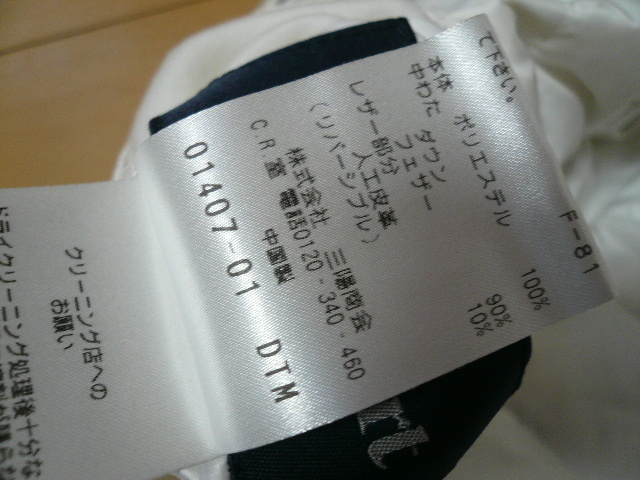 て下さい。
F-81
本体 ポリエステル 100%
中わた ダウン 90%
フェザー 10%
レザー部分 人工皮革
(リバーシブル)
株式会社 三陽商会
C.R.室 電話0120-340-460
中国製
01407-01 DTM
クリーニング店への
お願い
ドライクリーニング処理後十分な
rt